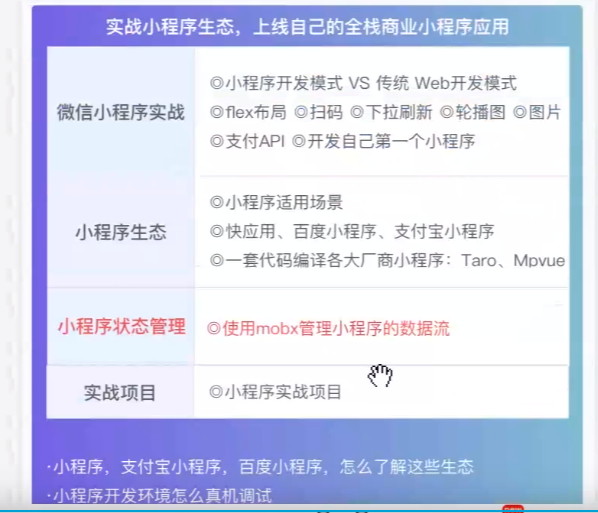 实战小程序生态，上线自己的全栈商业小程序应用
微信小程序实战
◎小程序开发模式 VS 传统 Web开发模式
◎flex布局 ◎扫码 ◎下拉刷新 ◎轮播图 ◎图片
◎支付API ◎开发自己第一个小程序
小程序生态
◎小程序适用场景
◎快应用、百度小程序、支付宝小程序
◎一套代码编译各大厂商小程序：Taro、Mpvue
小程序状态管理
◎使用mobx管理小程序的数据流
实战项目
◎小程序实战项目
·小程序，支付宝小程序，百度小程序，怎么了解这些生态
·小程序开发环境怎么真机调试